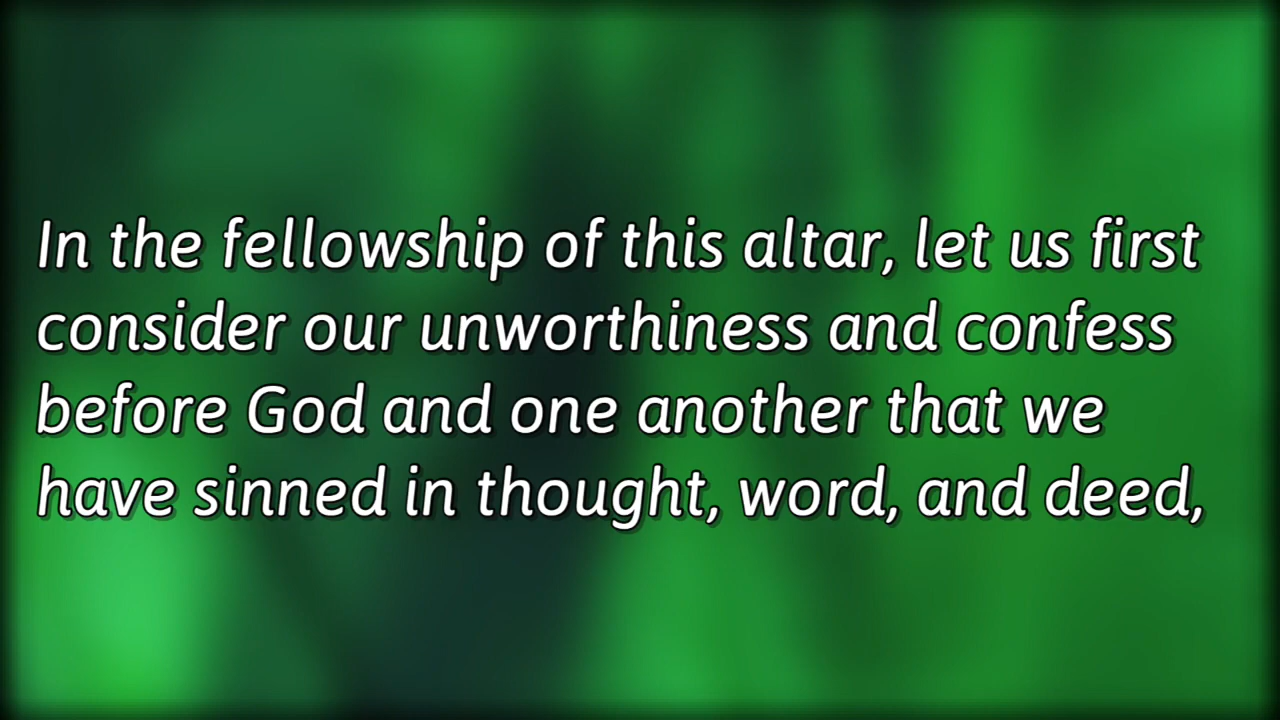 In the fellowship of this altar, let us first
consider our unworthiness and confess
before God and one another that we
have sinned in thought, word, and deed,